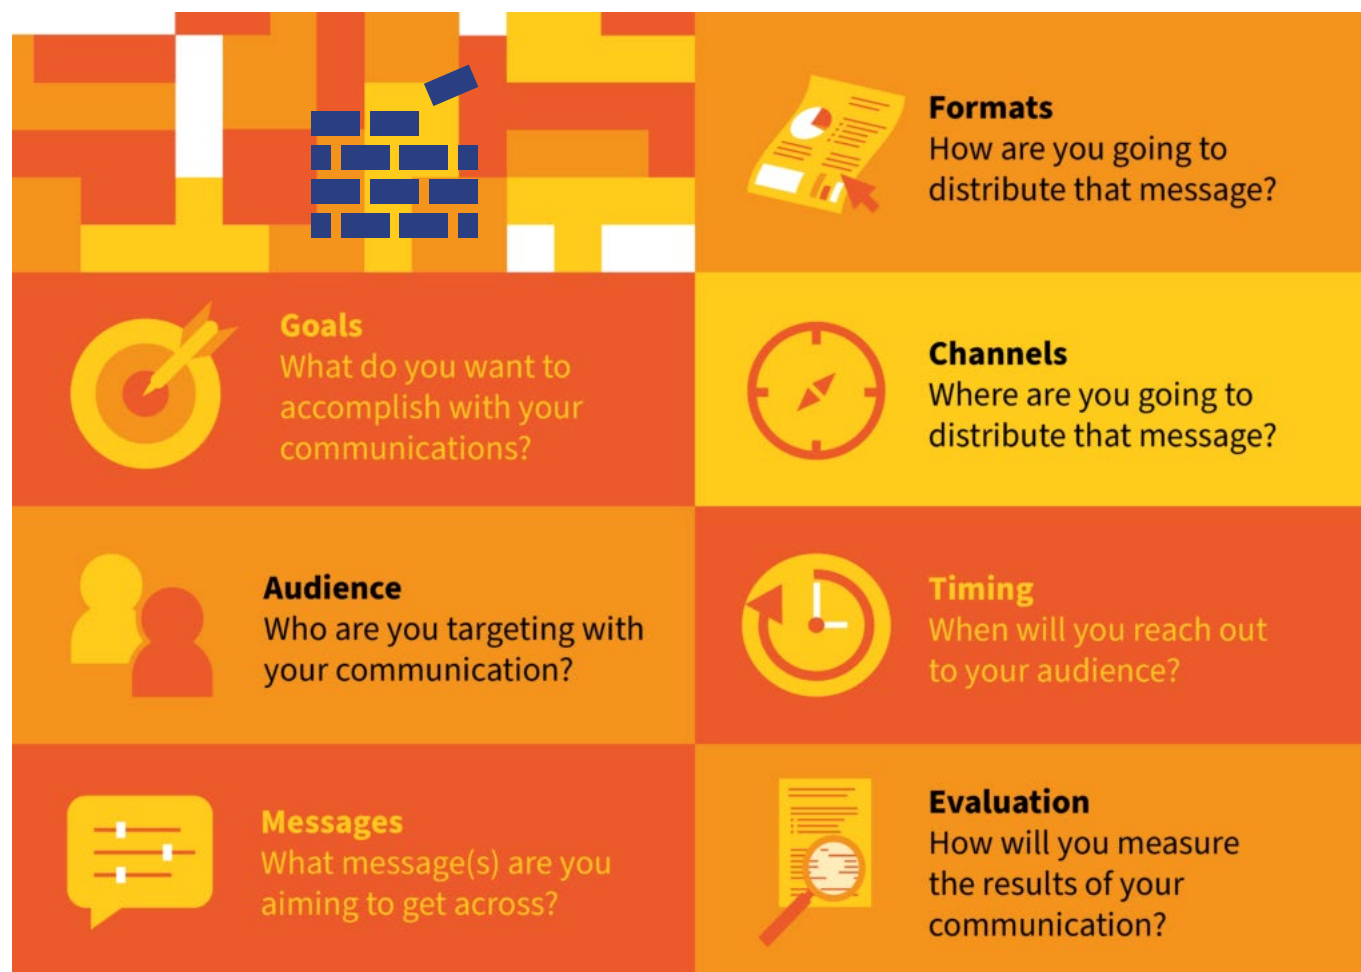 Goals
What do you want to
accomplish with your
communications?
Audience
Who are you targeting with
your communication?
Messages
What message(s) are you
aiming to get across?
Formats
How are you going to
distribute that message?
Channels
Where are you going to
distribute that message?
Timing
When will you reach out
to your audience?
Evaluation
How will you measure
the results of your
communication?